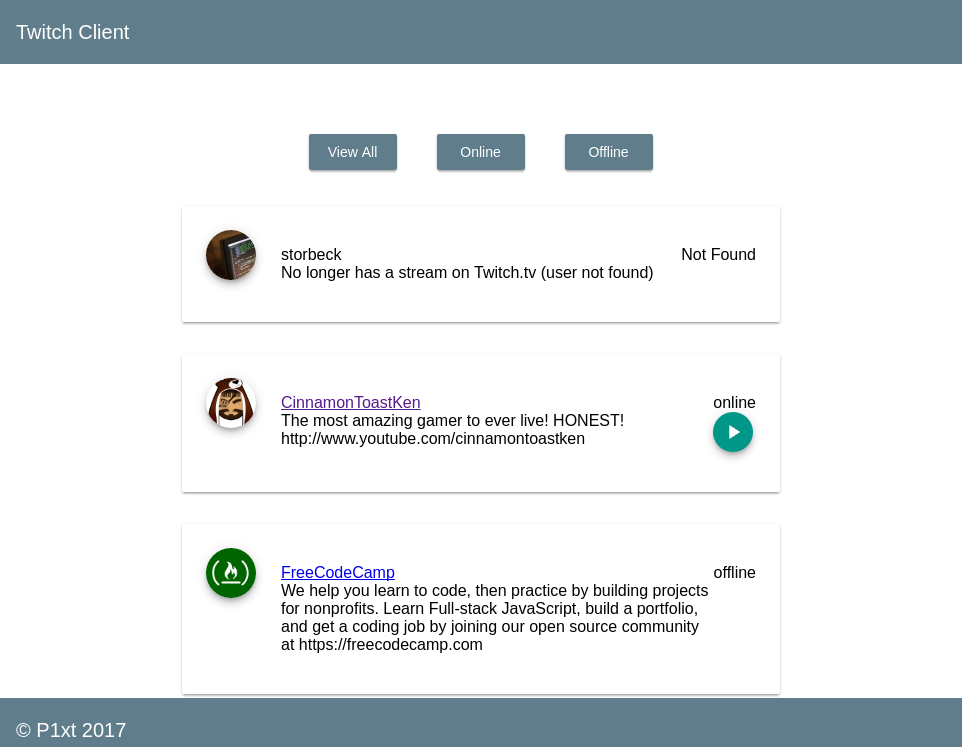 Twitch Client
View All
Online
Offline
storbeck
Not Found
No longer has a stream on Twitch.tv (user not found)
CinnamonToastKen
online
The most amazing gamer to ever live! HONEST!
http://www.youtube.com/cinnamontoastken
FreeCodeCamp
offline
We help you learn to code, then practice by building projects
for nonprofits. Learn Full-stack JavaScript, build a portfolio,
and get a coding job by joining our open source community
at https://freecodecamp.com
© P1xt 2017